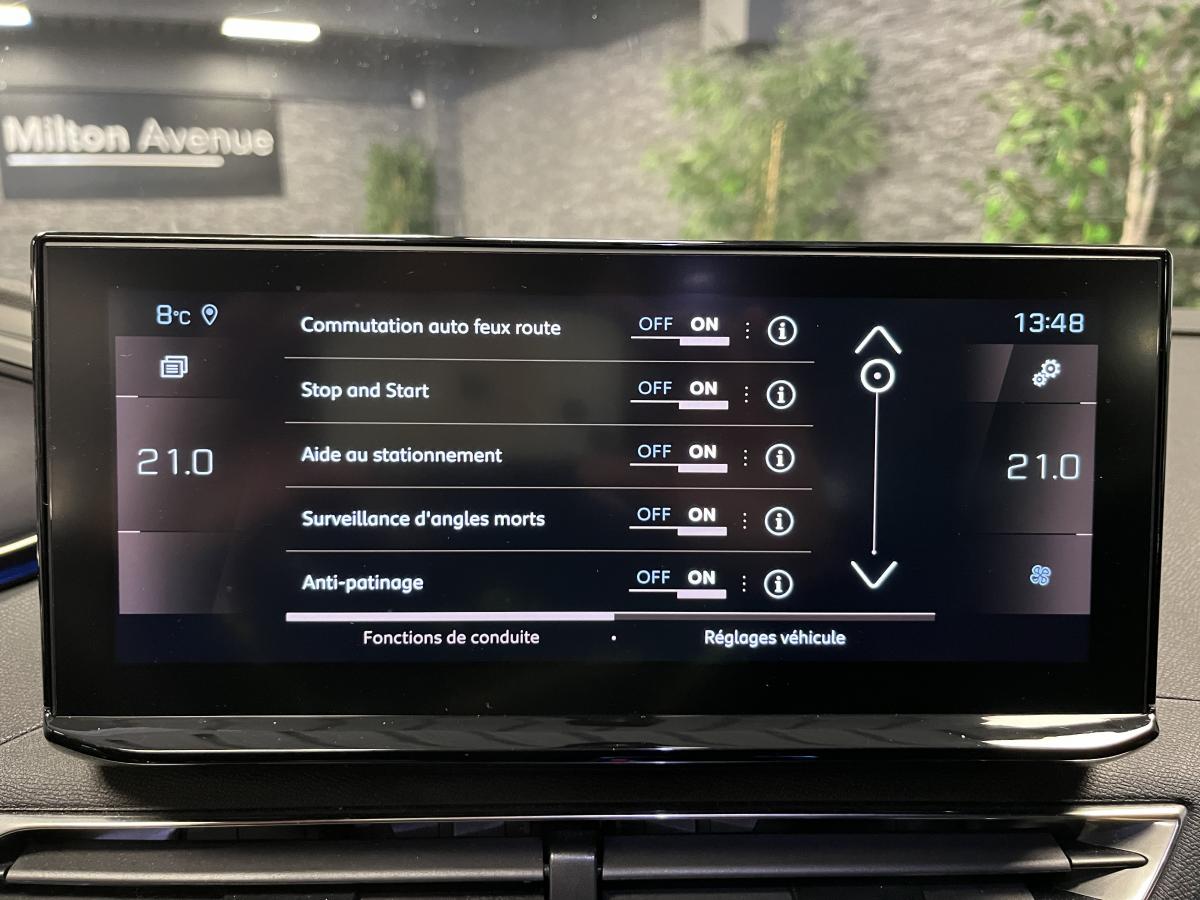 Milton Avenue
8°C
13:48
Commutation auto feux route OFF ON
Stop and Start OFF ON
Aide au stationnement OFF ON
Surveillance d'angles morts OFF ON
Anti-patinage OFF ON
21.0
21.0
Fonctions de conduite • Réglages véhicule